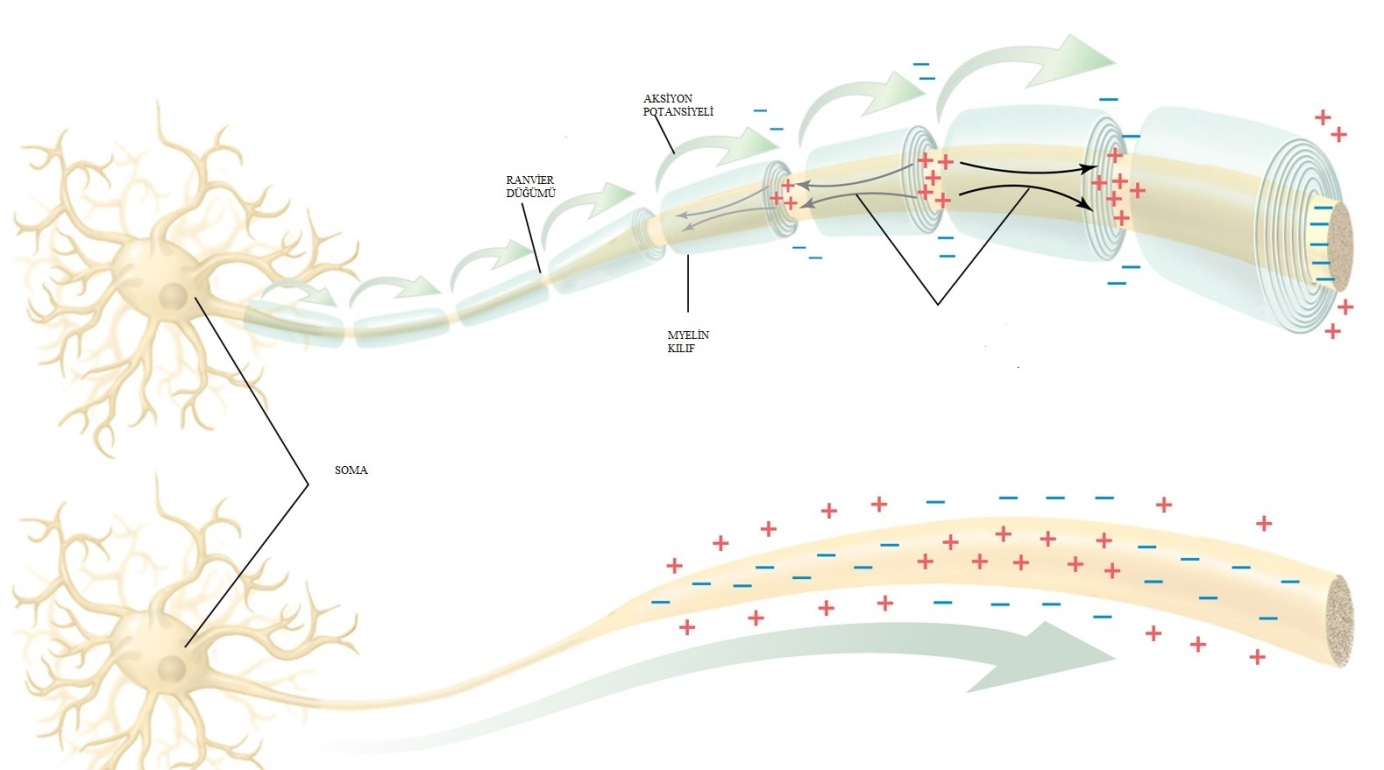 AKSİYON
POTANSİYELİ
RANVİER
DÜĞÜMÜ
MYELİN
KILIF
SOMA